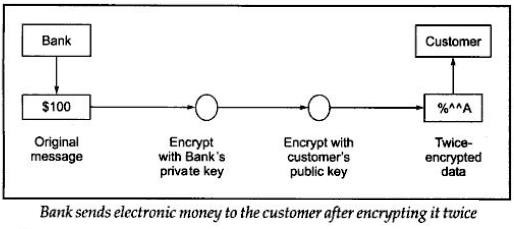 Bank
Customer
$100
%^^A
Original
message
Encrypt
with Bank's
private key
Encrypt with
customer's
public key
Twice-
encrypted
data
Bank sends electronic money to the customer after encrypting it twice